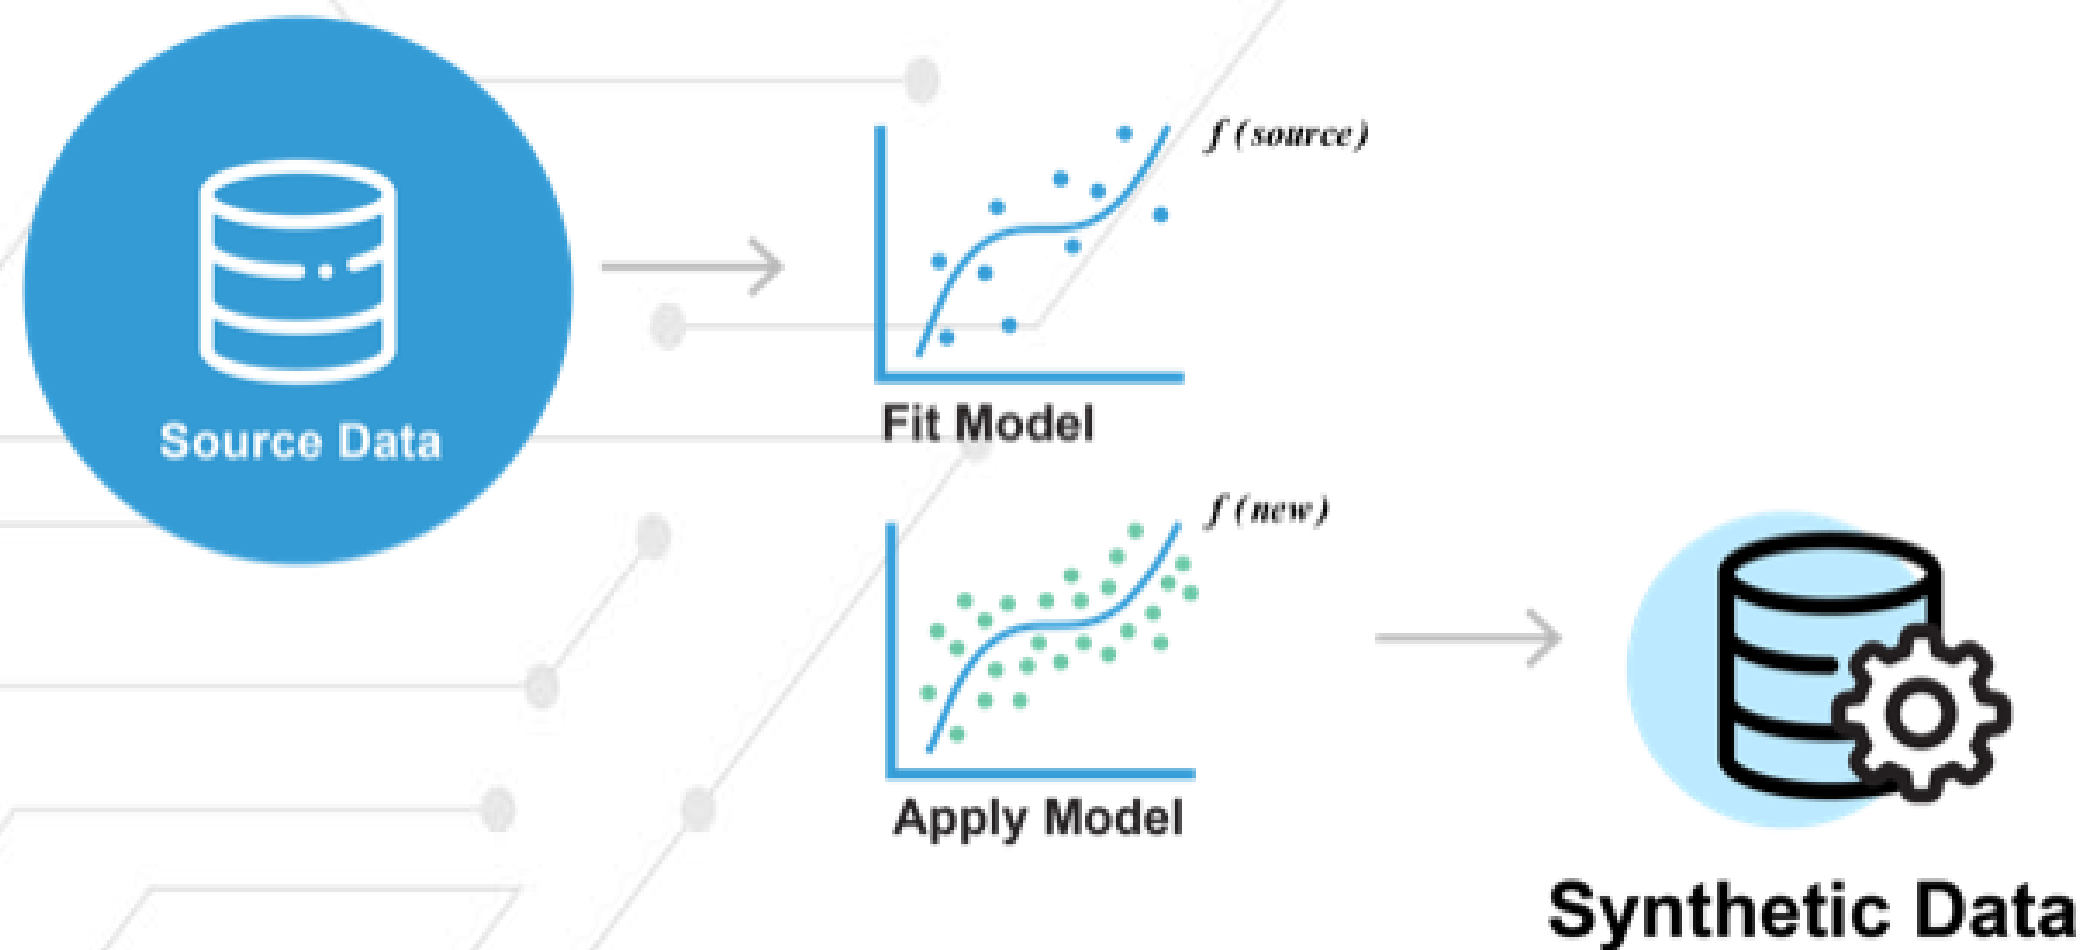 Source Data
f (source)
Fit Model
f (new)
Apply Model
Synthetic Data